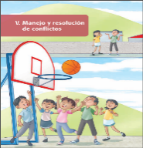 V. Manejo y resolución
de conflictos